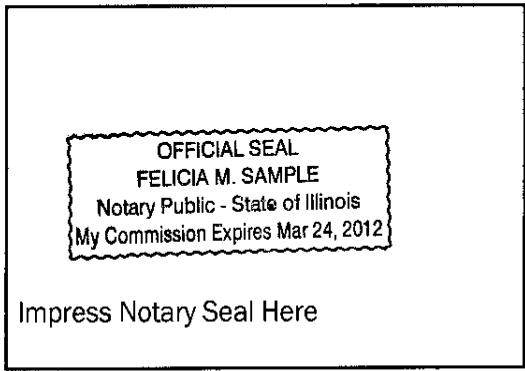 OFFICIAL SEAL
FELICIA M. SAMPLE
Notary Public - State of Illinois
My Commission Expires Mar 24, 2012
Impress Notary Seal Here